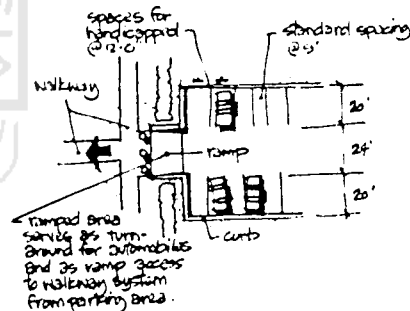 spaces for
handicapped
@ 12'-0"
standard spacing
@ 9'
walkway
20'
ramp
24'
20'
ramped area
serves as turn-
around for automobiles
and as ramp access
to walkway system
from parking area.
curb